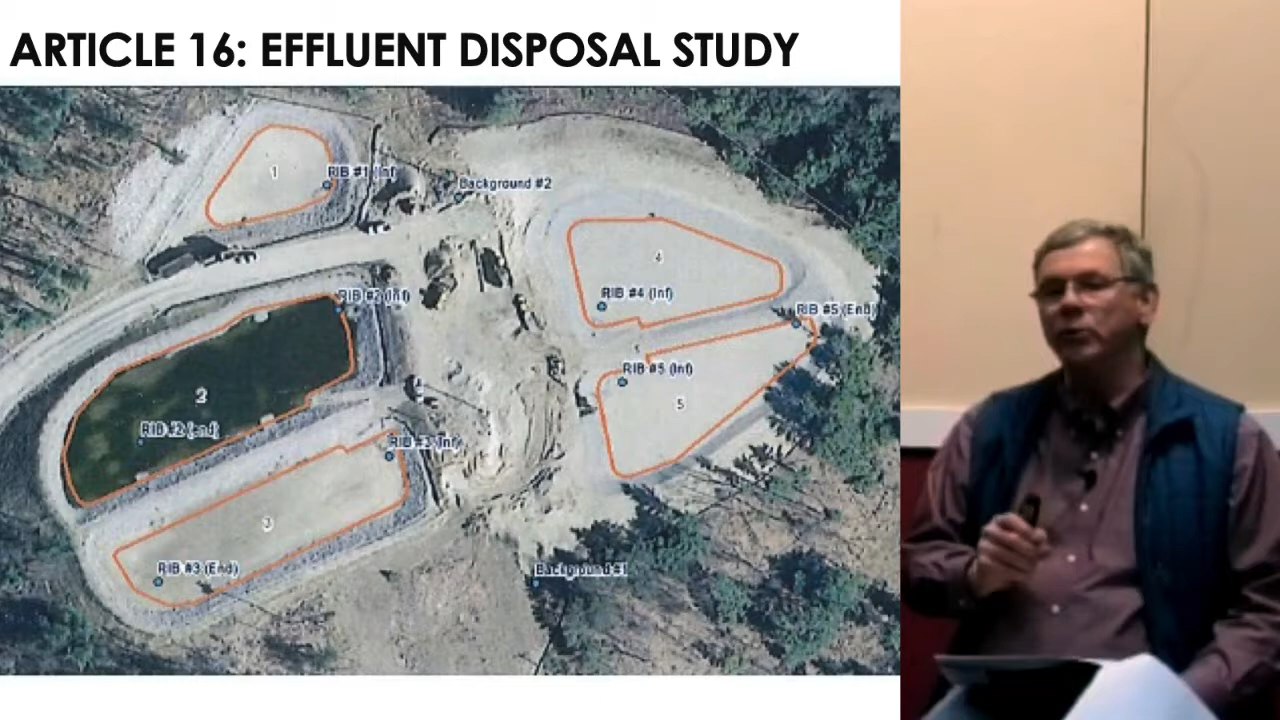 ARTICLE 16: EFFLUENT DISPOSAL STUDY
1
RIB #1 (Inf)
Background #2
4
RIB #2 (Inf)
RIB #4 (Inf)
RIB #5 (End)
RIB #5 (Inf)
2
5
RIB #2 (end)
RIB #3 (Inf)
3
RIB #3 (End)
Background #1